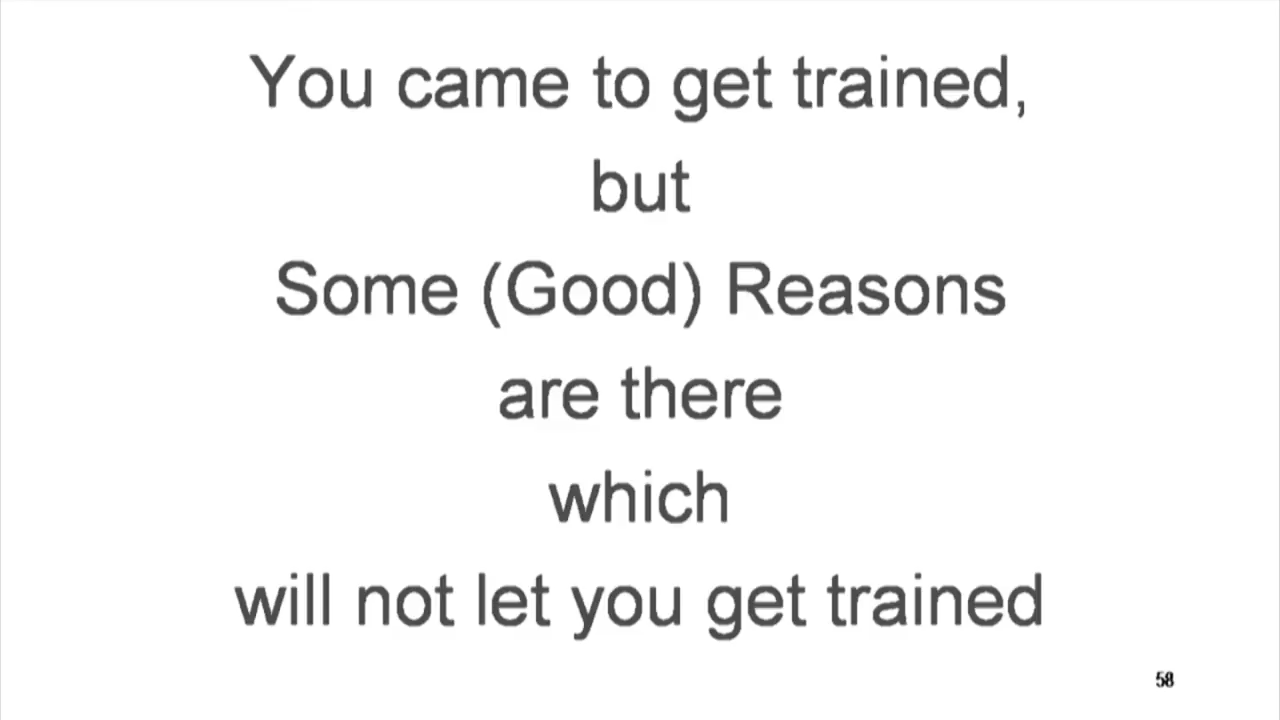 You came to get trained,
but
Some (Good) Reasons
are there
which
will not let you get trained
58